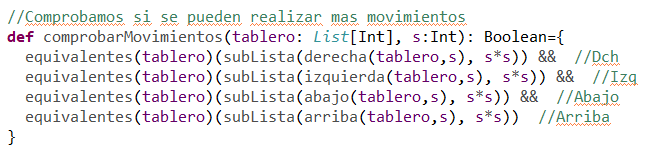 //Comprobamos si se pueden realizar mas movimientos
def comprobarMovimientos(tablero: List[Int], s:Int): Boolean={
  equivalentes(tablero)(subLista(derecha(tablero,s), s*s)) &&  //Dch
  equivalentes(tablero)(subLista(izquierda(tablero,s), s*s)) &&  //Izq
  equivalentes(tablero)(subLista(abajo(tablero,s), s*s)) &&  //Abajo
  equivalentes(tablero)(subLista(arriba(tablero,s), s*s))  //Arriba
}